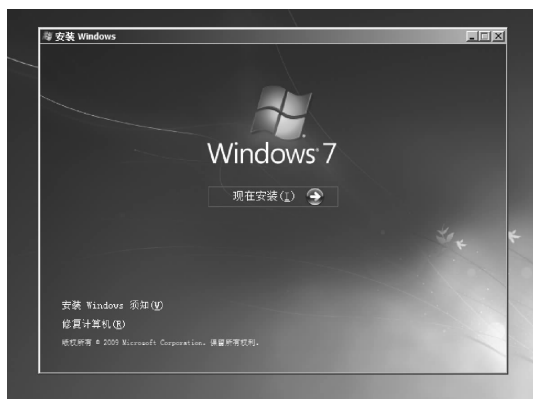 安装 Windows
Windows 7
现在安装(I)
安装 Windows 须知(W)
修复计算机(R)
版权所有 © 2009 Microsoft Corporation。保留所有权利。